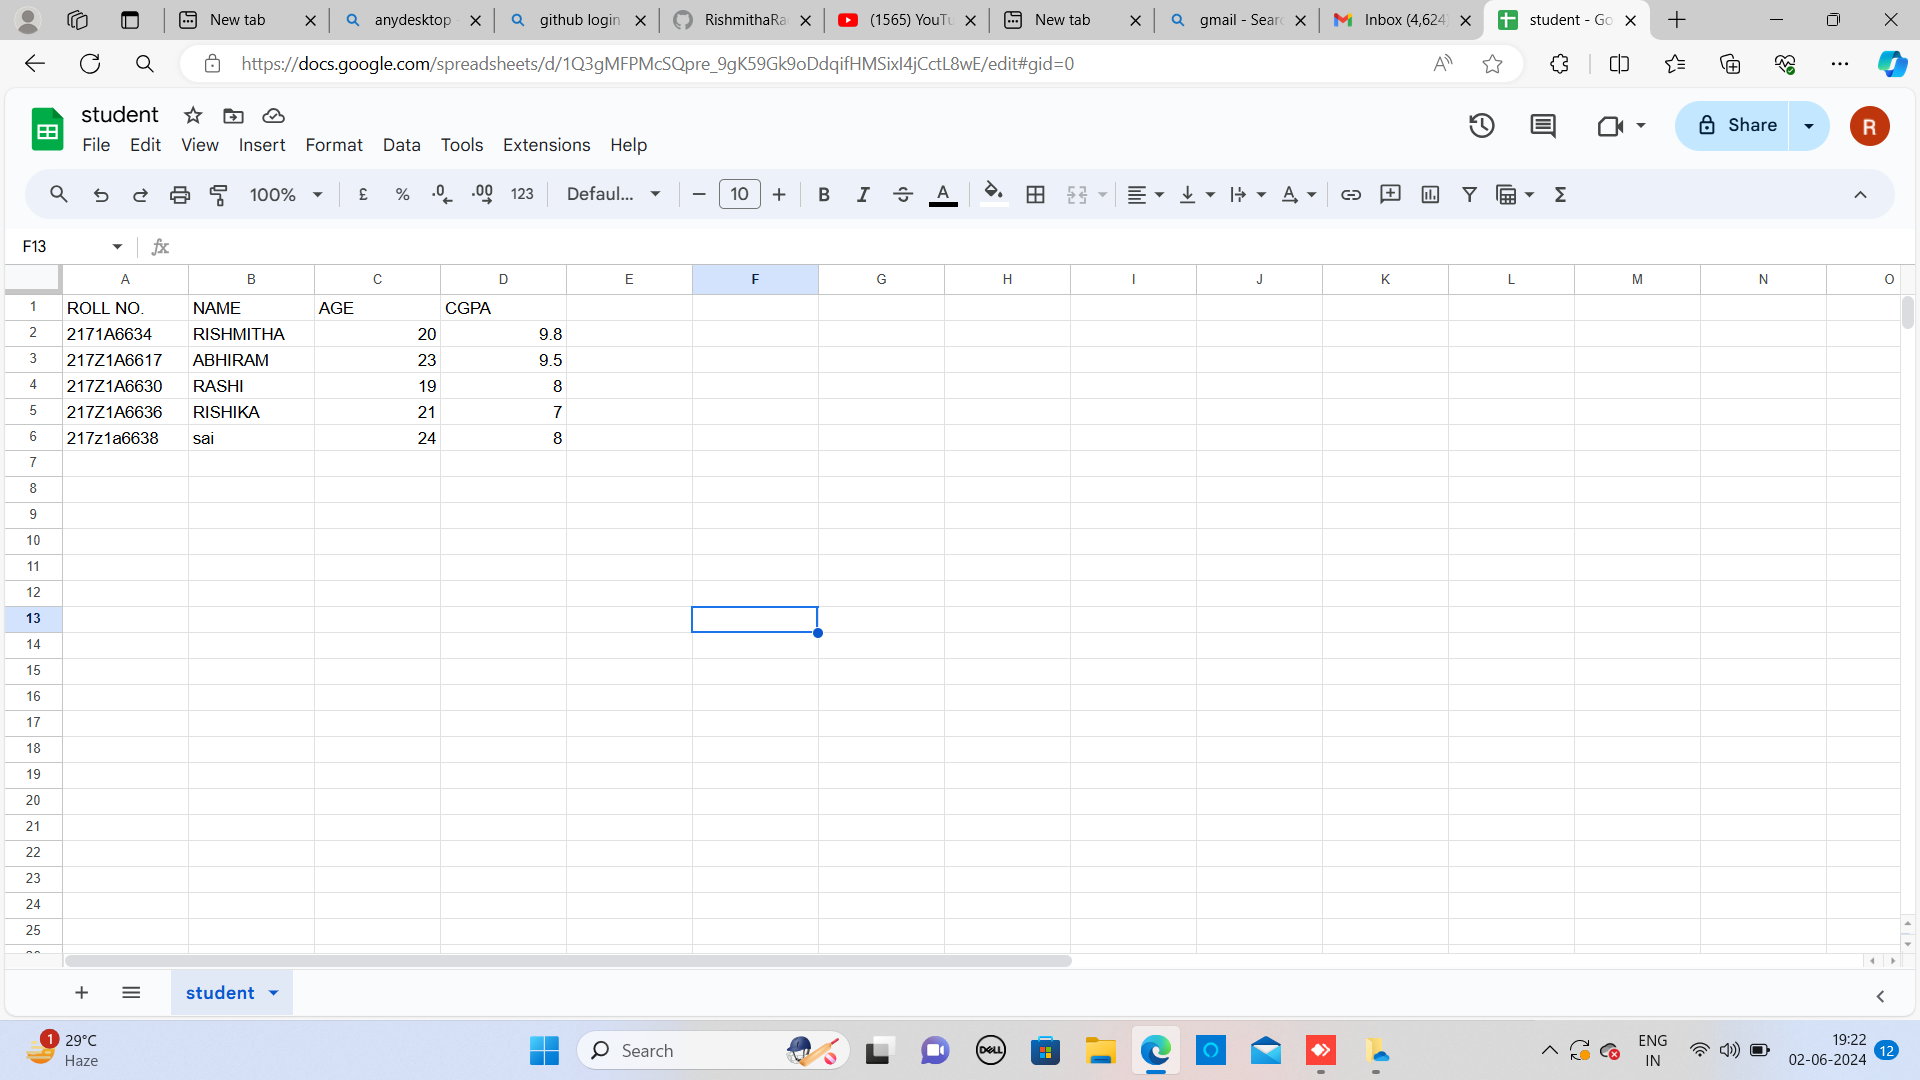 New tab
anydesktop
github login
RishmithaRa
(1565) YouTu
New tab
gmail - Searc
Inbox (4,624)
student - Go
https://docs.google.com/spreadsheets/d/1Q3gMFPMcSQpre_9gK59Gk9oDdqifHMSixI4jCctL8wE/edit#gid=0
student
File Edit View Insert Format Data Tools Extensions Help
Share
R
100% £ % .0 .00 123 Defaul... 10 B I A
F13 fx
A B C D E F G H I J K L M N O
1 ROLL NO. NAME AGE CGPA
2 2171A6634 RISHMITHA 20 9.8
3 217Z1A6617 ABHIRAM 23 9.5
4 217Z1A6630 RASHI 19 8
5 217Z1A6636 RISHIKA 21 7
6 217z1a6638 sai 24 8
7
8
9
10
11
12
13
14
15
16
17
18
19
20
21
22
23
24
25
student
1
29°C
Haze
Search
DELL
ENG
IN
19:22
02-06-2024
12